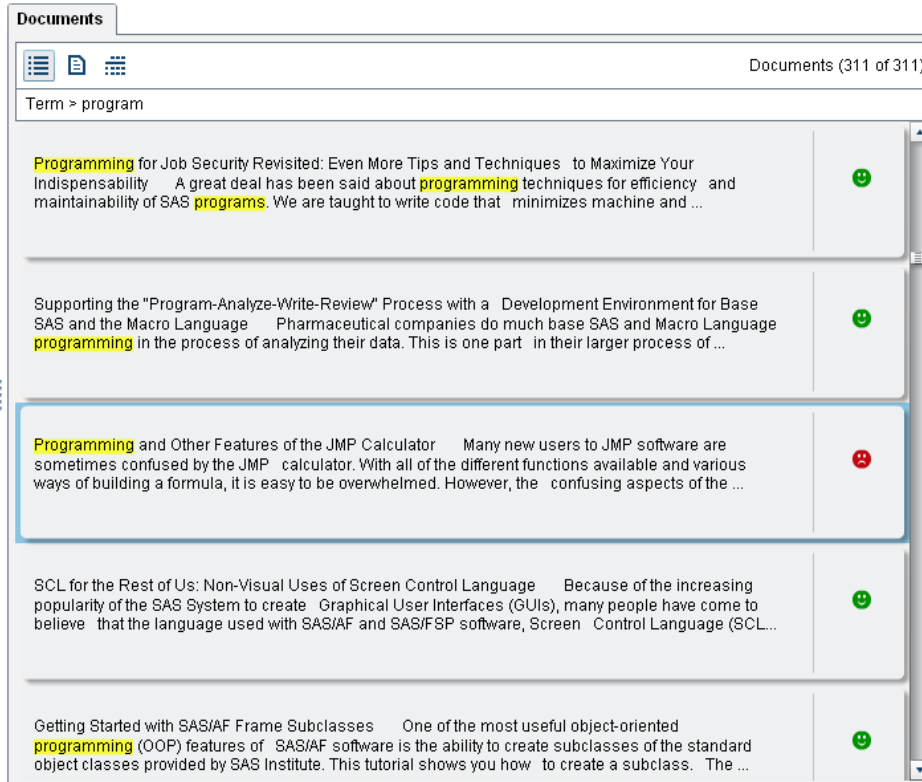 Documents
Documents (311 of 311)
Term > program
Programming for Job Security Revisited: Even More Tips and Techniques to Maximize Your
Indispensability A great deal has been said about programming techniques for efficiency and
maintainability of SAS programs. We are taught to write code that minimizes machine and ...
Supporting the "Program-Analyze-Write-Review" Process with a Development Environment for Base
SAS and the Macro Language Pharmaceutical companies do much base SAS and Macro Language
programming in the process of analyzing their data. This is one part in their larger process of ...
Programming and Other Features of the JMP Calculator Many new users to JMP software are
sometimes confused by the JMP calculator. With all of the different functions available and various
ways of building a formula, it is easy to be overwhelmed. However, the confusing aspects of the ...
SCL for the Rest of Us: Non-Visual Uses of Screen Control Language Because of the increasing
popularity of the SAS System to create Graphical User Interfaces (GUIs), many people have come to
believe that the language used with SAS/AF and SAS/FSP software, Screen Control Language (SCL...
Getting Started with SAS/AF Frame Subclasses One of the most useful object-oriented
programming (OOP) features of SAS/AF software is the ability to create subclasses of the standard
object classes provided by SAS Institute. This tutorial shows you how to create a subclass. The ...